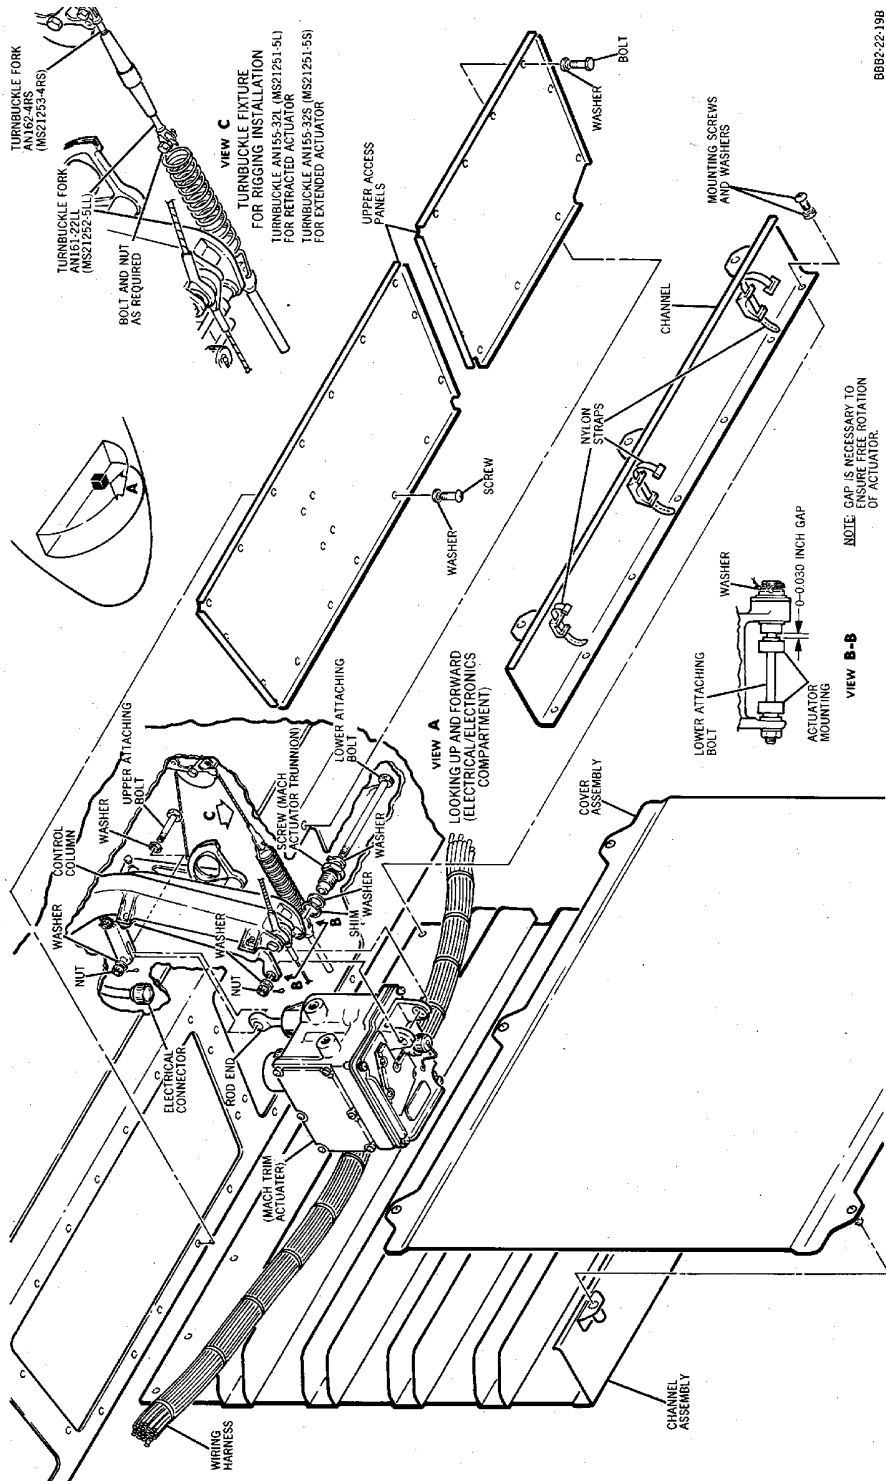 TURNBUCKLE FORK
AN162-4RS
(MS21253-4RS)
TURNBUCKLE FORK
AN161-22LL
(MS21252-5LL)
BOLT AND NUT
AS REQUIRED
VIEW C
TURNBUCKLE FIXTURE
FOR RIGGING INSTALLATION
TURNBUCKLE AN155-32L (MS21251-5L)
FOR RETRACTED ACTUATOR
TURNBUCKLE AN155-32S (MS21251-5S)
FOR EXTENDED ACTUATOR
A
UPPER ACCESS
PANELS
WASHER
BOLT
WASHER
SCREW
CHANNEL
NYLON
STRAPS
MOUNTING SCREWS
AND WASHERS
WASHER
NUT
CONTROL
COLUMN
WASHER
UPPER ATTACHING
BOLT
C
SCREW (MACH
ACTUATOR TRUNNION)
LOWER ATTACHING
BOLT
WASHER
WASHER
SHIM
WASHER
NUT
B
B
ELECTRICAL
CONNECTOR
ROD END
(MACH TRIM
ACTUATER)
WIRING
HARNESS
VIEW A
LOOKING UP AND FORWARD
(ELECTRICAL/ELECTRONICS
COMPARTMENT)
COVER
ASSEMBLY
CHANNEL
ASSEMBLY
LOWER ATTACHING
BOLT
WASHER
0-0.030 INCH GAP
ACTUATOR
MOUNTING
VIEW B-B
NOTE: GAP IS NECESSARY TO
ENSURE FREE ROTATION
OF ACTUATOR.
BBB2-22-19B